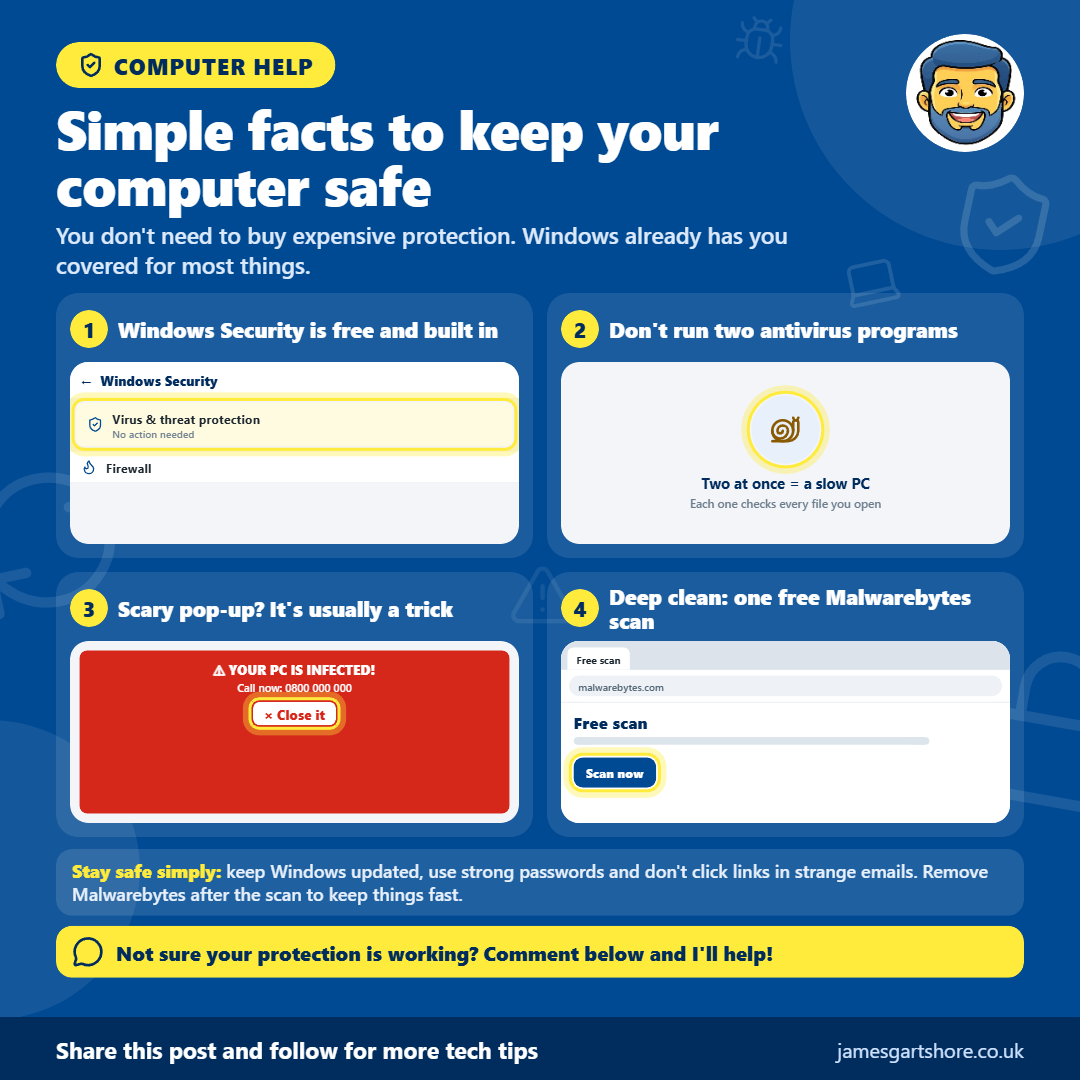 COMPUTER HELP
Simple facts to keep your
computer safe
You don't need to buy expensive protection. Windows already has you
covered for most things.
1 Windows Security is free and built in
← Windows Security
Virus & threat protection
No action needed
Firewall
2 Don't run two antivirus programs
Two at once = a slow PC
Each one checks every file you open
3 Scary pop-up? It's usually a trick
⚠ YOUR PC IS INFECTED!
Call now: 0800 000 000
× Close it
4 Deep clean: one free Malwarebytes
scan
Free scan
malwarebytes.com
Free scan
Scan now
Stay safe simply: keep Windows updated, use strong passwords and don't click links in strange emails. Remove
Malwarebytes after the scan to keep things fast.
Not sure your protection is working? Comment below and I'll help!
Share this post and follow for more tech tips
jamesgartshore.co.uk